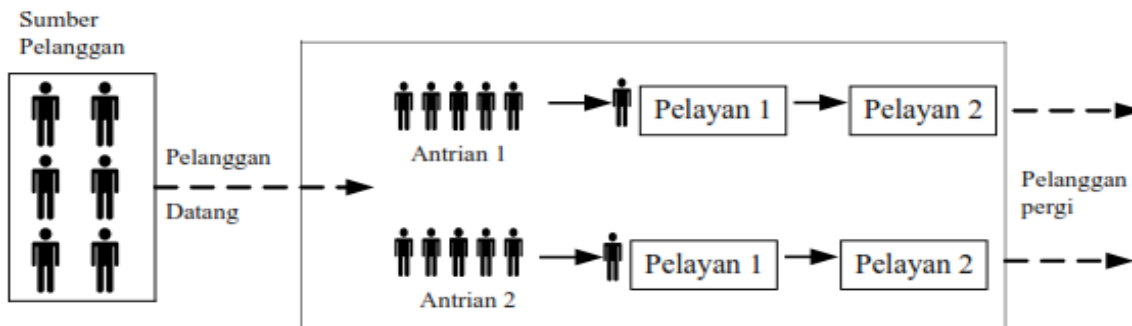 Sumber
Pelanggan
Pelanggan
Datang
Antrian 1
Pelayan 1
Pelayan 2
Antrian 2
Pelayan 1
Pelayan 2
Pelanggan
pergi